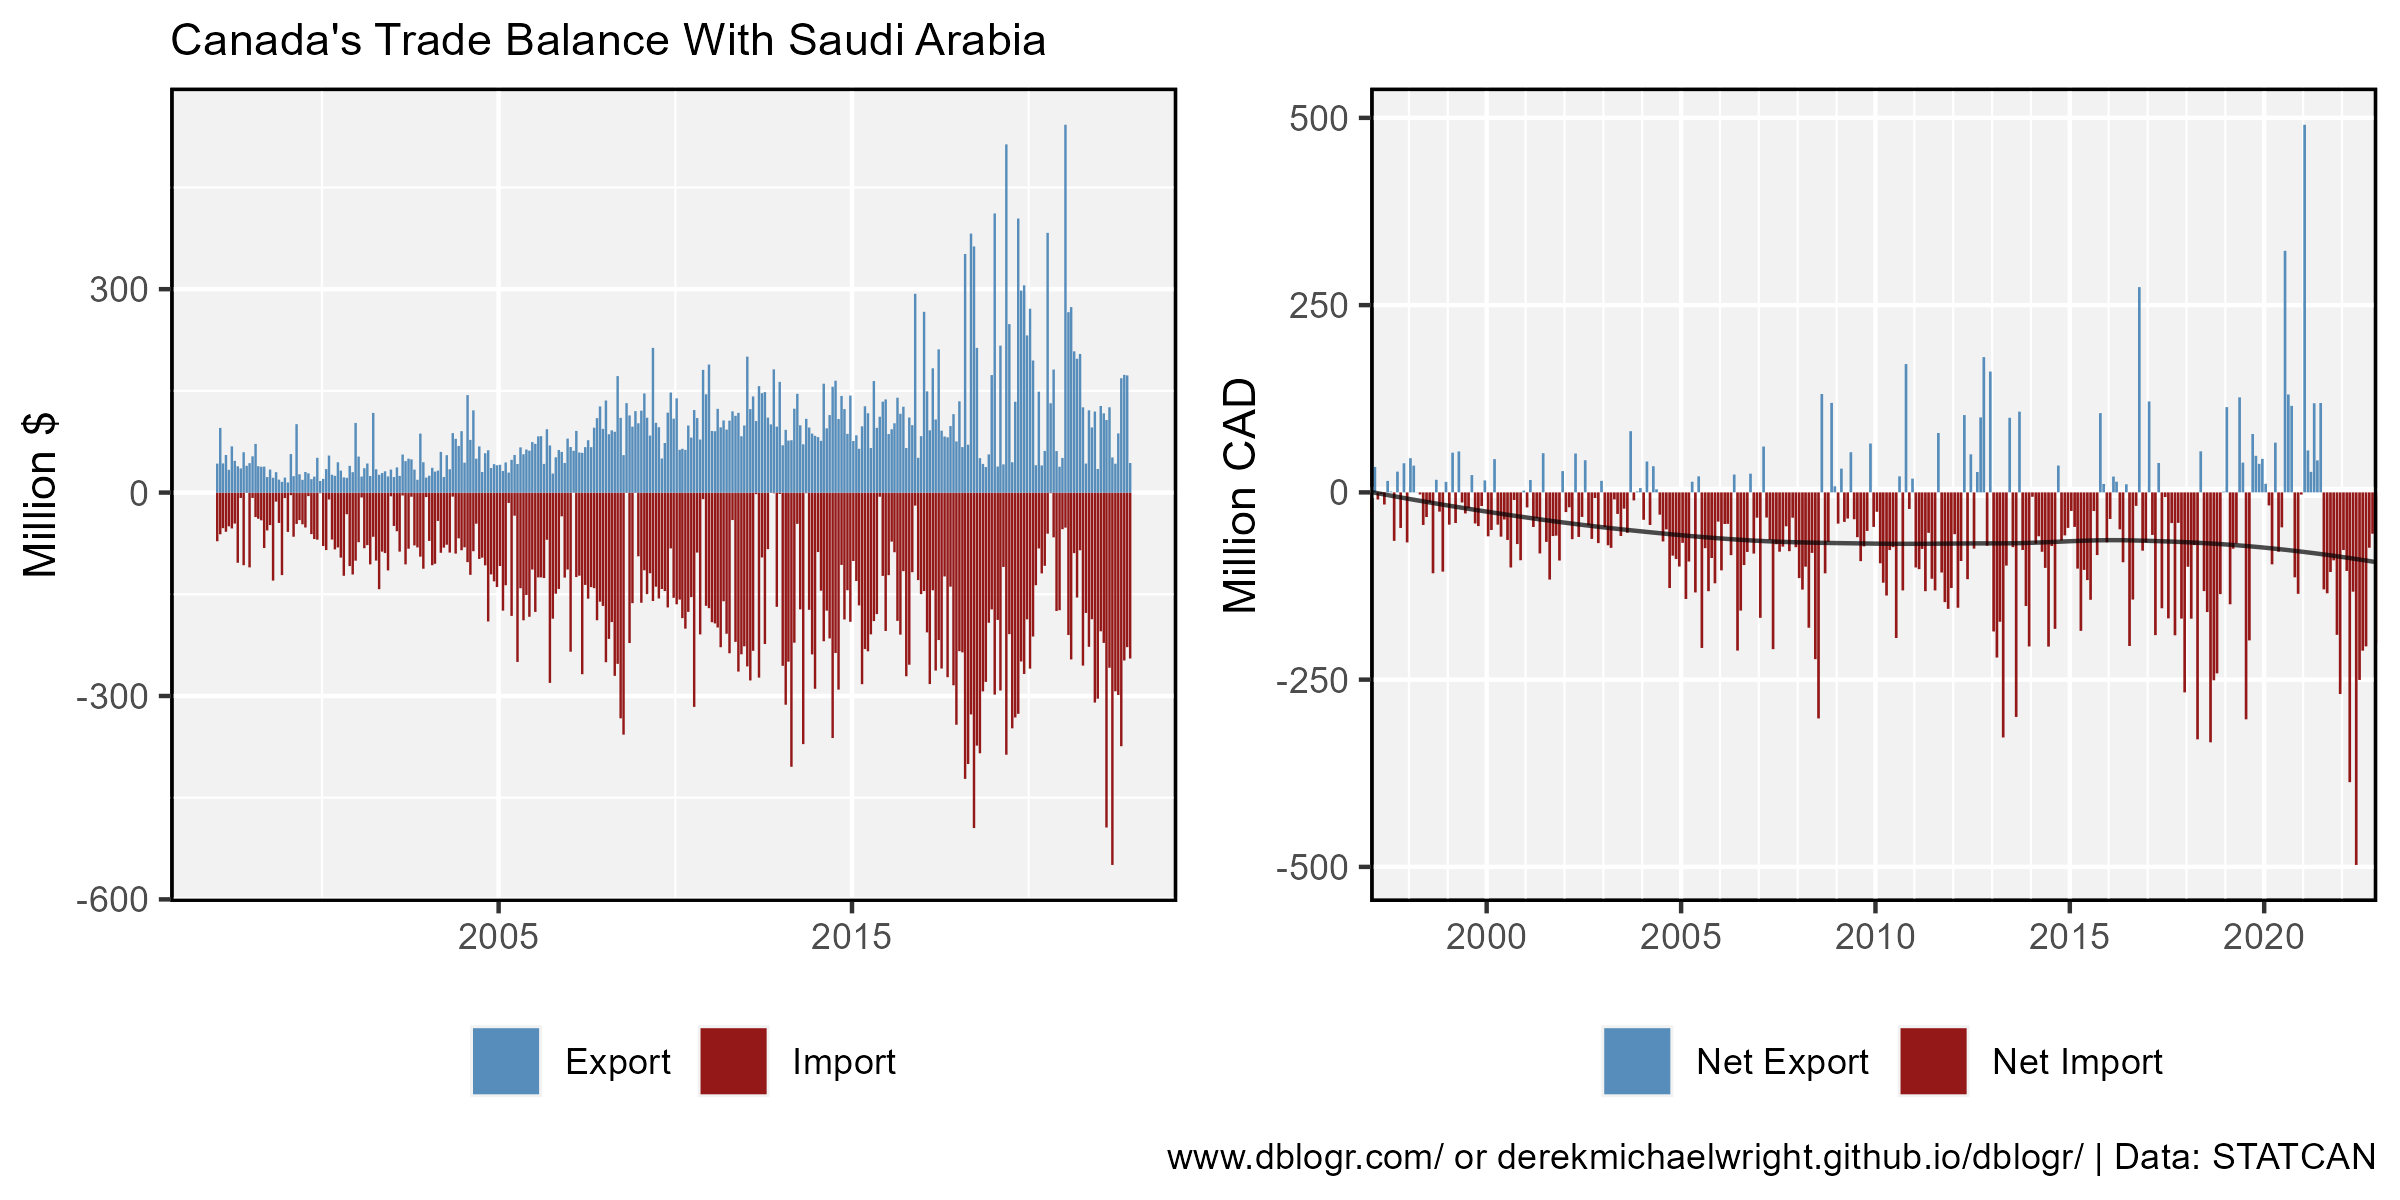 Canada's Trade Balance With Saudi Arabia
Million $
300
0
-300
-600
2005 2015
Export Import
Million CAD
500
250
0
-250
-500
2000 2005 2010 2015 2020
Net Export Net Import
www.dblogr.com/ or derekmichaelwright.github.io/dblogr/ | Data: STATCAN